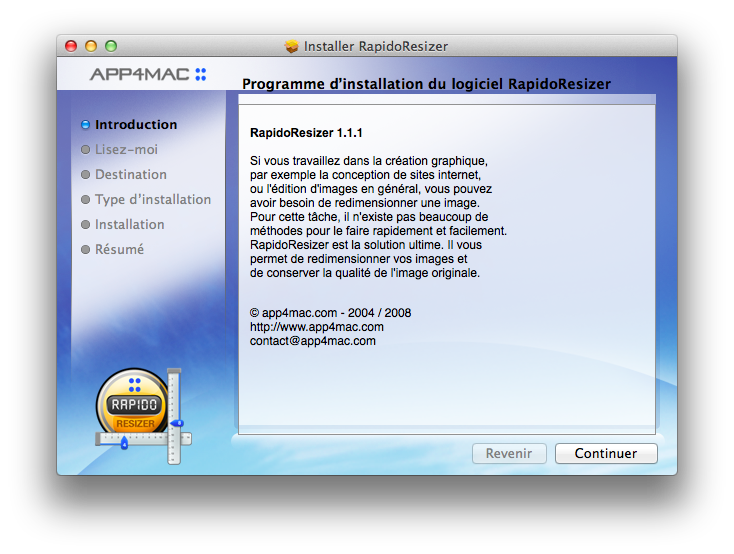 Installer RapidoResizer
APP4MAC
Programme d'installation du logiciel RapidoResizer
Introduction
Lisez-moi
Destination
Type d'installation
Installation
Résumé
RapidoResizer 1.1.1
Si vous travaillez dans la création graphique,
par exemple la conception de sites internet,
ou l'édition d'images en général, vous pouvez
avoir besoin de redimensionner une image.
Pour cette tâche, il n'existe pas beaucoup de
méthodes pour le faire rapidement et facilement.
RapidoResizer est la solution ultime. Il vous
permet de redimensionner vos images et
de conserver la qualité de l'image originale.
© app4mac.com - 2004 / 2008
http://www.app4mac.com
contact@app4mac.com
RAPIDO
RESIZER
Revenir
Continuer